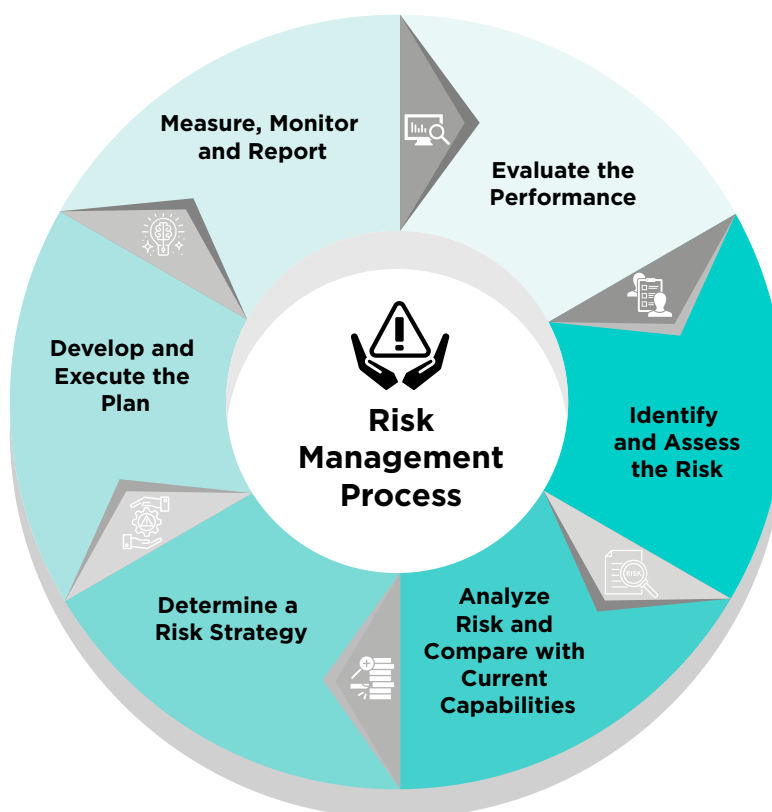 Measure, Monitor
and Report
Evaluate the
Performance
Develop and
Execute the
Plan
Risk
Management
Process
Identify
and Assess
the Risk
RISK
Determine a
Risk Strategy
Analyze
Risk and
Compare with
Current
Capabilities